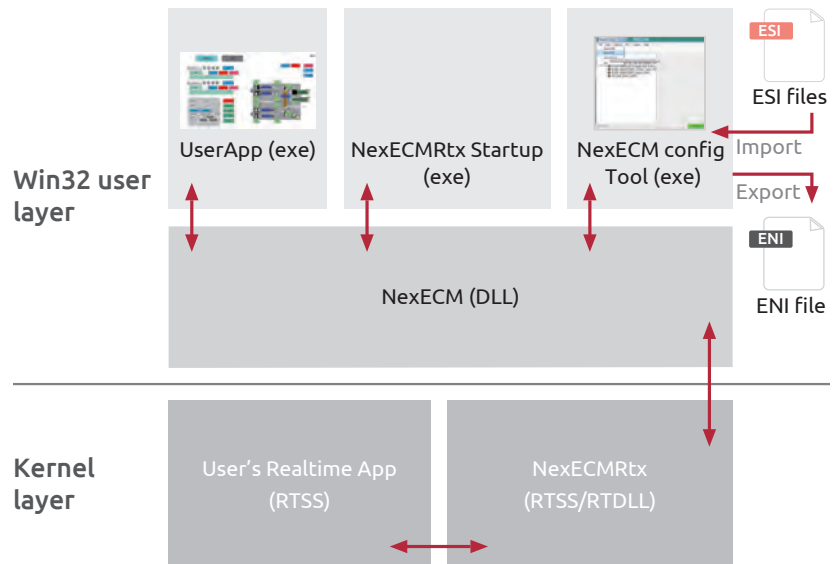 ESI
ESI files
UserApp (exe)
NexECMRtx Startup
(exe)
NexECM config
Tool (exe)
Import
Export
Win32 user
layer
ENI
ENI file
NexECM (DLL)
Kernel
layer
User's Realtime App
(RTSS)
NexECMRtx
(RTSS/RTDLL)